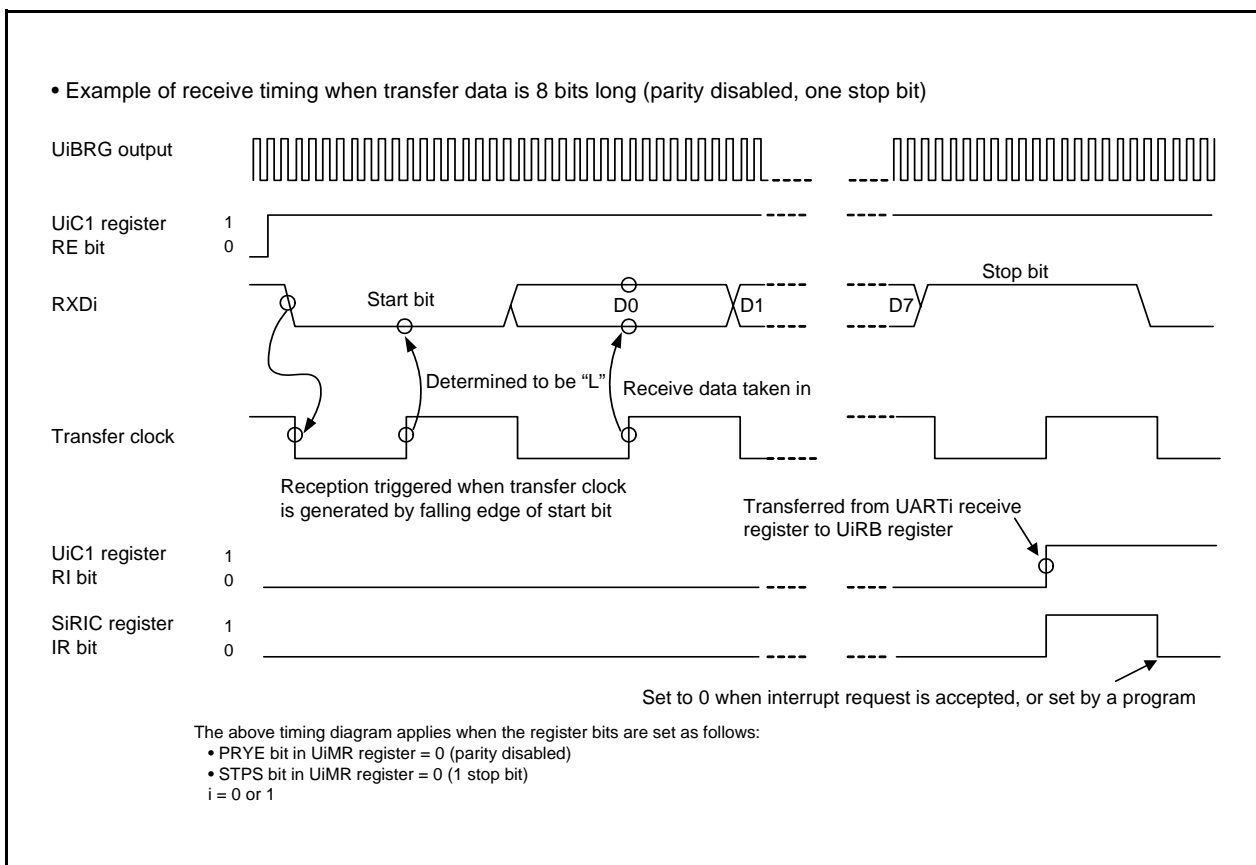 • Example of receive timing when transfer data is 8 bits long (parity disabled, one stop bit)
UiBRG output
UiC1 register
RE bit
1
0
RXDi
Start bit
D0
D1
D7
Stop bit
Determined to be “L”
Receive data taken in
Transfer clock
Reception triggered when transfer clock
is generated by falling edge of start bit
Transferred from UARTi receive
register to UiRB register
UiC1 register
RI bit
1
0
SiRIC register
IR bit
1
0
Set to 0 when interrupt request is accepted, or set by a program
The above timing diagram applies when the register bits are set as follows:
• PRYE bit in UiMR register = 0 (parity disabled)
• STPS bit in UiMR register = 0 (1 stop bit)
i = 0 or 1